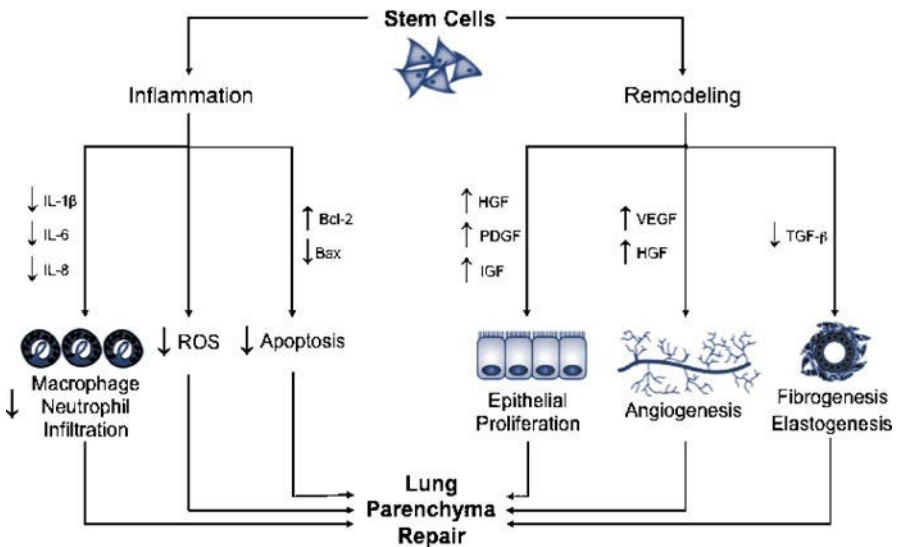 Stem Cells
Inflammation
Remodeling
↓ IL-1β
↓ IL-6
↓ IL-8
↑ Bcl-2
↓ Bax
↑ HGF
↑ PDGF
↑ IGF
↑ VEGF
↑ HGF
↓ TGF-β
↓ Macrophage
Neutrophil
Infiltration
↓ ROS
↓ Apoptosis
Epithelial
Proliferation
Angiogenesis
Fibrogenesis
Elastogenesis
Lung
Parenchyma
Repair